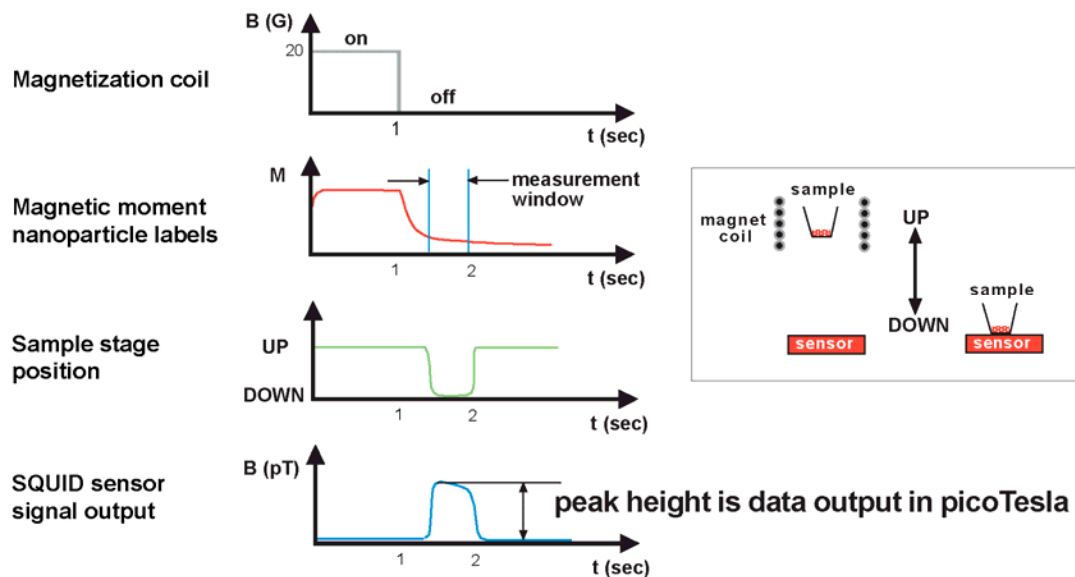 B (G)
20
on
off
1
t (sec)
Magnetization coil
M
measurement
window
Magnetic moment
nanoparticle labels
1
2
t (sec)
Sample stage
position
UP
DOWN
1
2
t (sec)
SQUID sensor
signal output
B (pT)
peak height is data output in picoTesla
1
2
t (sec)
sample
magnet
coil
UP
DOWN
sample
sensor
sensor